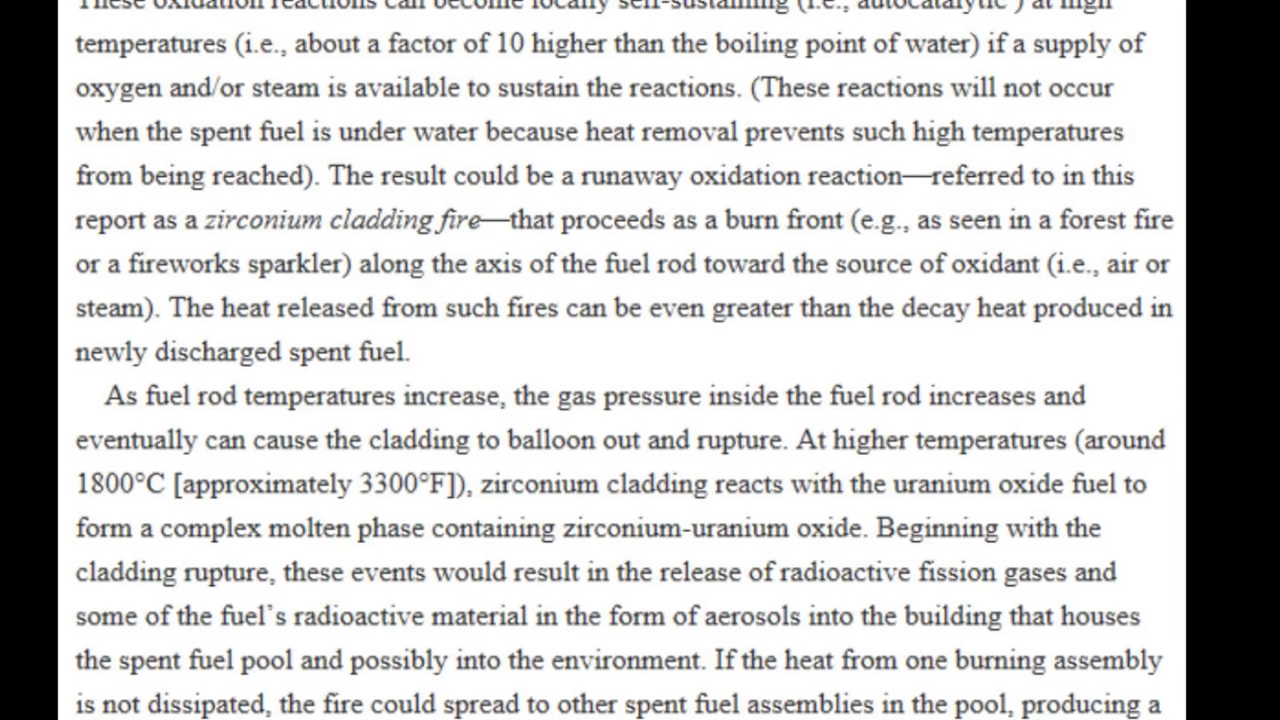 These oxidation reactions can become locally self-sustaining (i.e., autocatalytic ) at high
temperatures (i.e., about a factor of 10 higher than the boiling point of water) if a supply of
oxygen and/or steam is available to sustain the reactions. (These reactions will not occur
when the spent fuel is under water because heat removal prevents such high temperatures
from being reached). The result could be a runaway oxidation reaction—referred to in this
report as a zirconium cladding fire—that proceeds as a burn front (e.g., as seen in a forest fire
or a fireworks sparkler) along the axis of the fuel rod toward the source of oxidant (i.e., air or
steam). The heat released from such fires can be even greater than the decay heat produced in
newly discharged spent fuel.
As fuel rod temperatures increase, the gas pressure inside the fuel rod increases and
eventually can cause the cladding to balloon out and rupture. At higher temperatures (around
1800°C [approximately 3300°F]), zirconium cladding reacts with the uranium oxide fuel to
form a complex molten phase containing zirconium-uranium oxide. Beginning with the
cladding rupture, these events would result in the release of radioactive fission gases and
some of the fuel's radioactive material in the form of aerosols into the building that houses
the spent fuel pool and possibly into the environment. If the heat from one burning assembly
is not dissipated, the fire could spread to other spent fuel assemblies in the pool, producing a